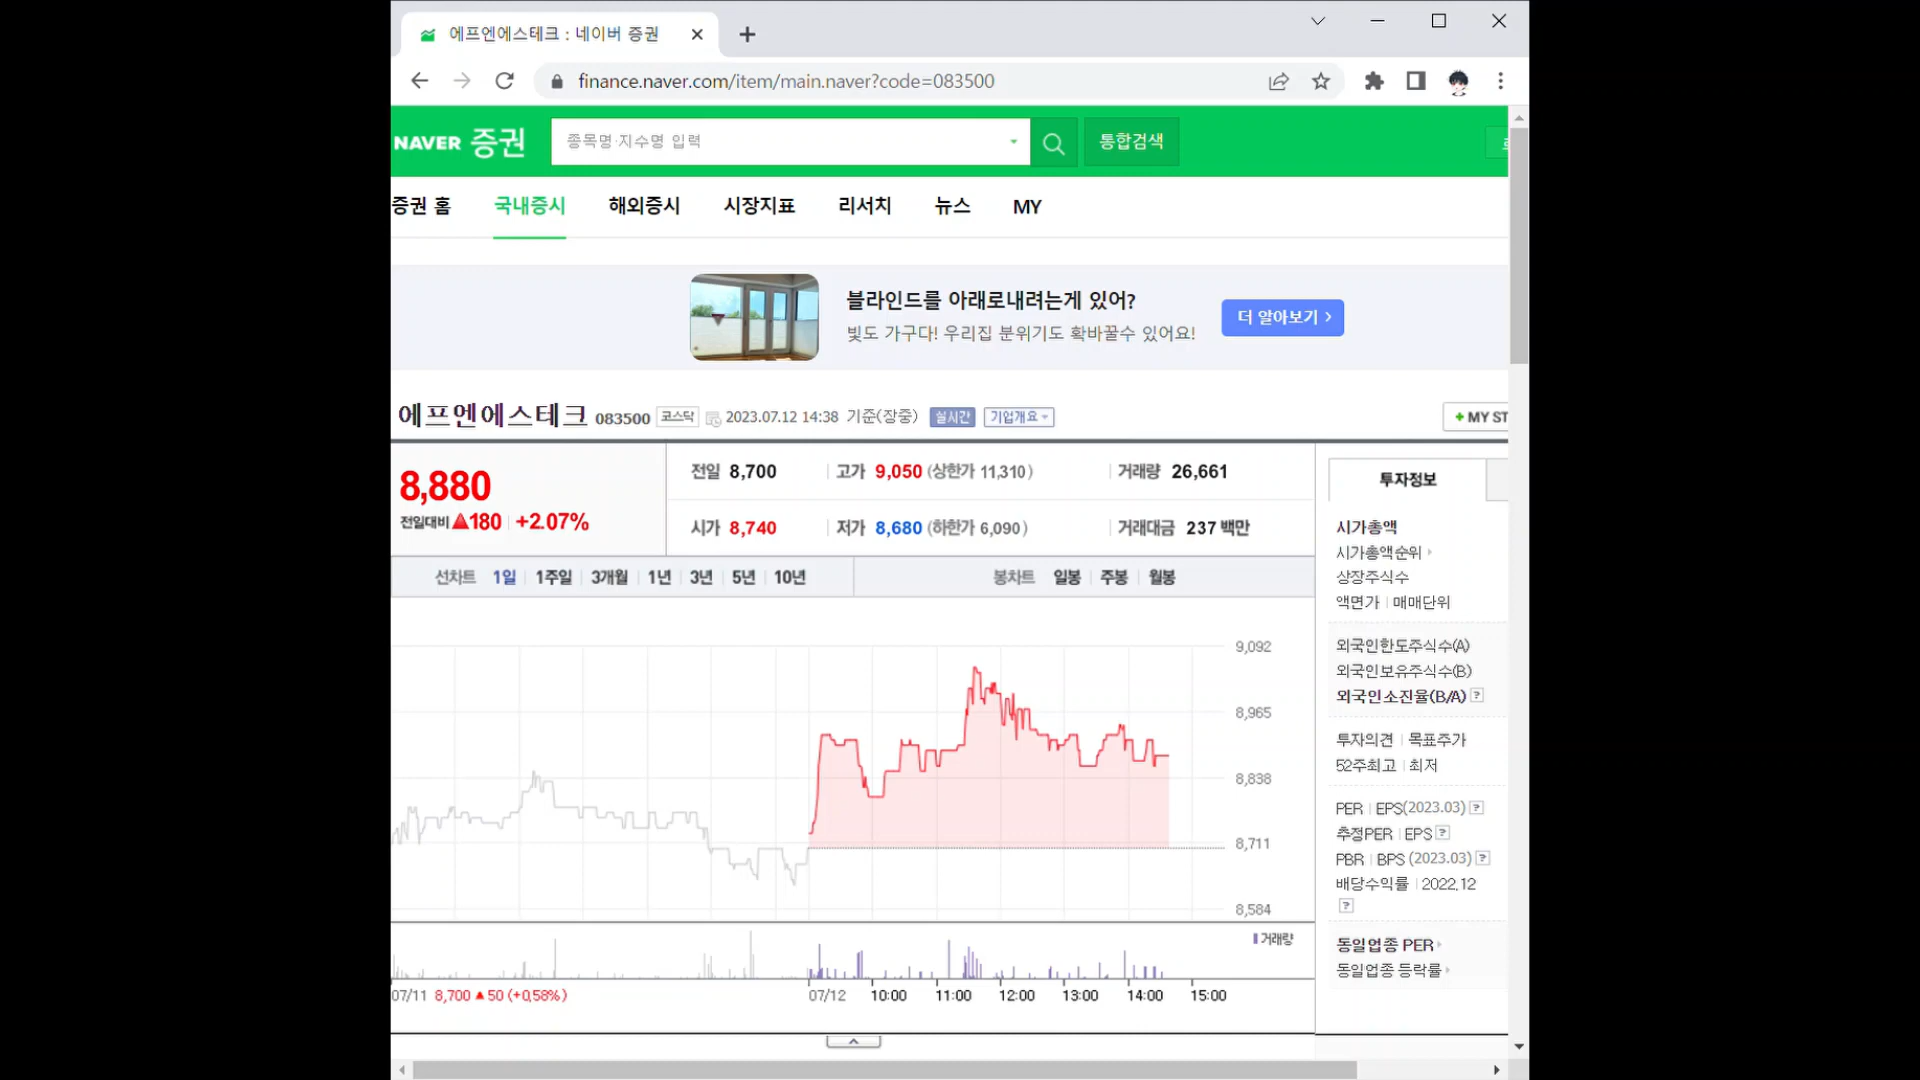 에프엔에스테크 : 네이버 증권
finance.naver.com/item/main.naver?code=083500
NAVER 증권
종목명·지수명 입력
통합검색
증권 홈 국내증시 해외증시 시장지표 리서치 뉴스 MY
블라인드를 아래로내려는게 있어?
빛도 가구다! 우리집 분위기도 확바꿀수 있어요!
더 알아보기 ›
에프엔에스테크 083500 코스닥 2023.07.12 14:38 기준(장중) 실시간 기업개요
+ MY ST
8,880
전일대비 ▲180 +2.07%
전일 8,700 고가 9,050 (상한가 11,310) 거래량 26,661
시가 8,740 저가 8,680 (하한가 6,090) 거래대금 237 백만
선차트 1일 1주일 3개월 1년 3년 5년 10년 봉차트 일봉 주봉 월봉
9,092
8,965
8,838
8,711
8,584
거래량
07/11 8,700 ▲50 (+0.58%) 07/12 10:00 11:00 12:00 13:00 14:00 15:00
투자정보
시가총액
시가총액순위
상장주식수
액면가 매매단위
외국인한도주식수(A)
외국인보유주식수(B)
외국인소진율(B/A) ?
투자의견 목표주가
52주최고 최저
PER EPS(2023.03) ?
추정PER EPS ?
PBR BPS (2023.03) ?
배당수익률 2022.12
?
동일업종 PER
동일업종 등락률